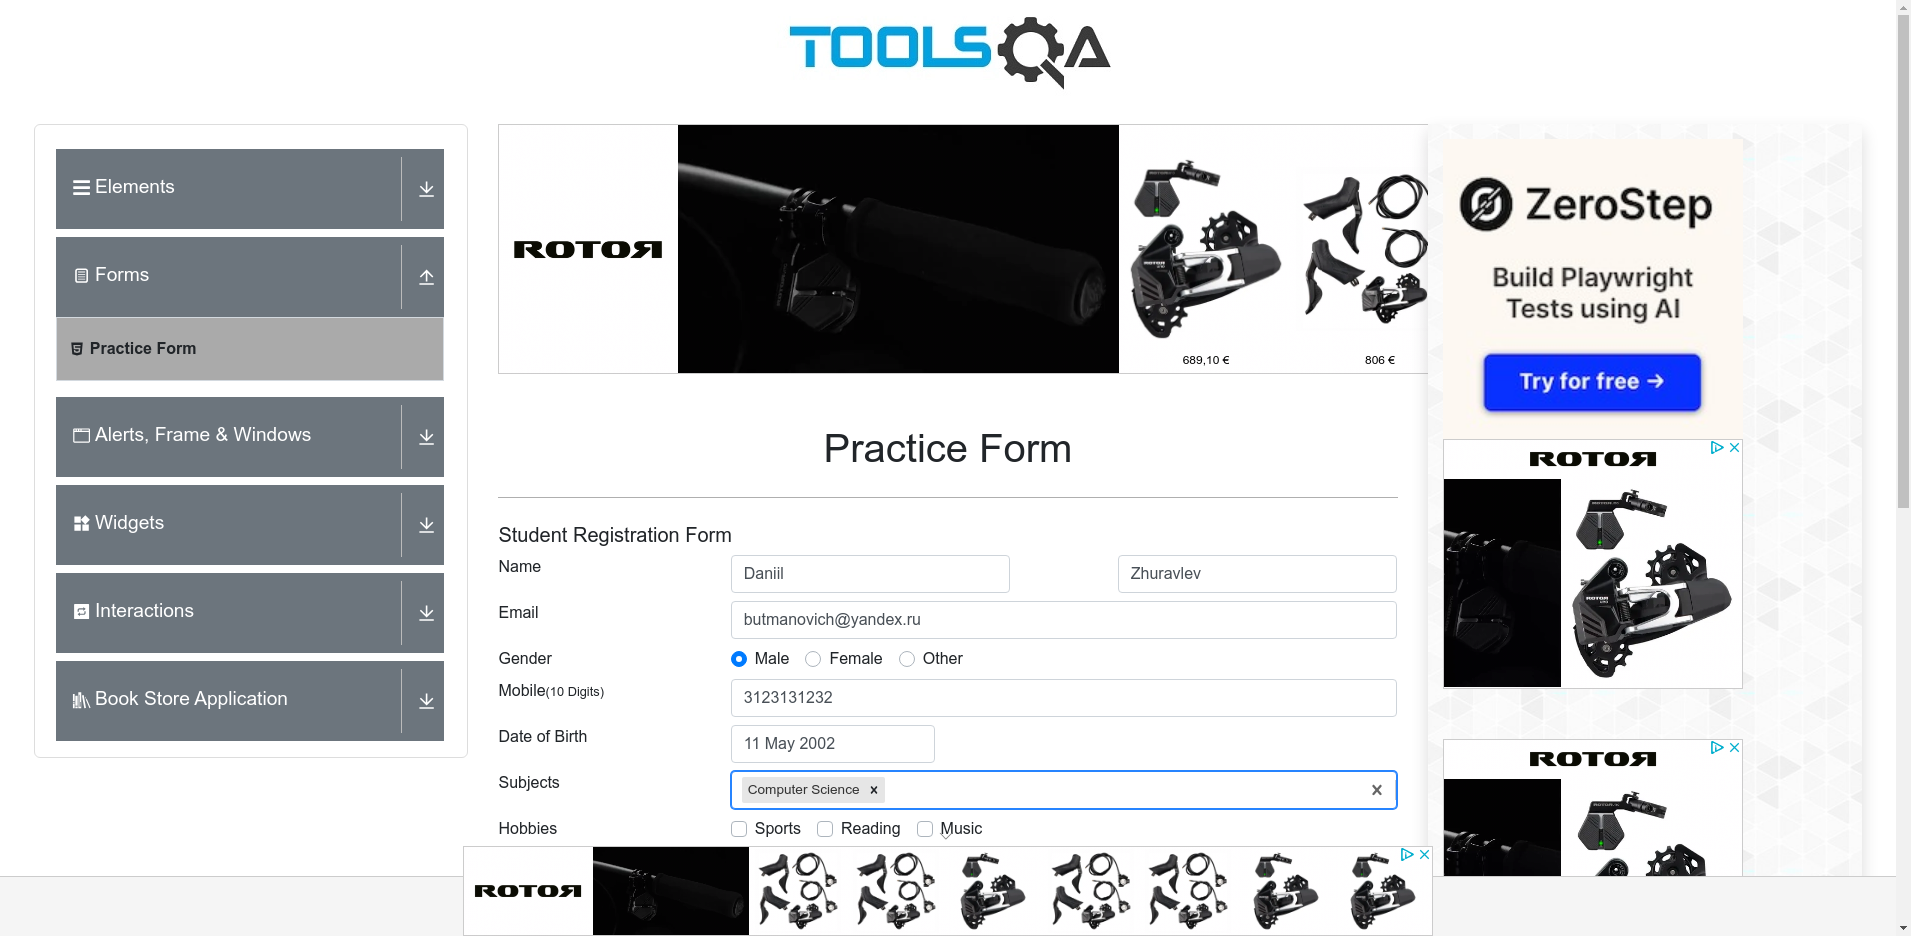 TOOLSQA
Elements
Forms
Practice Form
Alerts, Frame & Windows
Widgets
Interactions
Book Store Application
ROTOR
689,10 €
806 €
Practice Form
Student Registration Form
Name
Daniil
Zhuravlev
Email
butmanovich@yandex.ru
Gender
Male
Female
Other
Mobile(10 Digits)
3123131232
Date of Birth
11 May 2002
Subjects
Computer Science
Hobbies
Sports
Reading
Music
ZeroStep
Build Playwright
Tests using AI
Try for free →
ROTOR
ROTOR
ROTOR